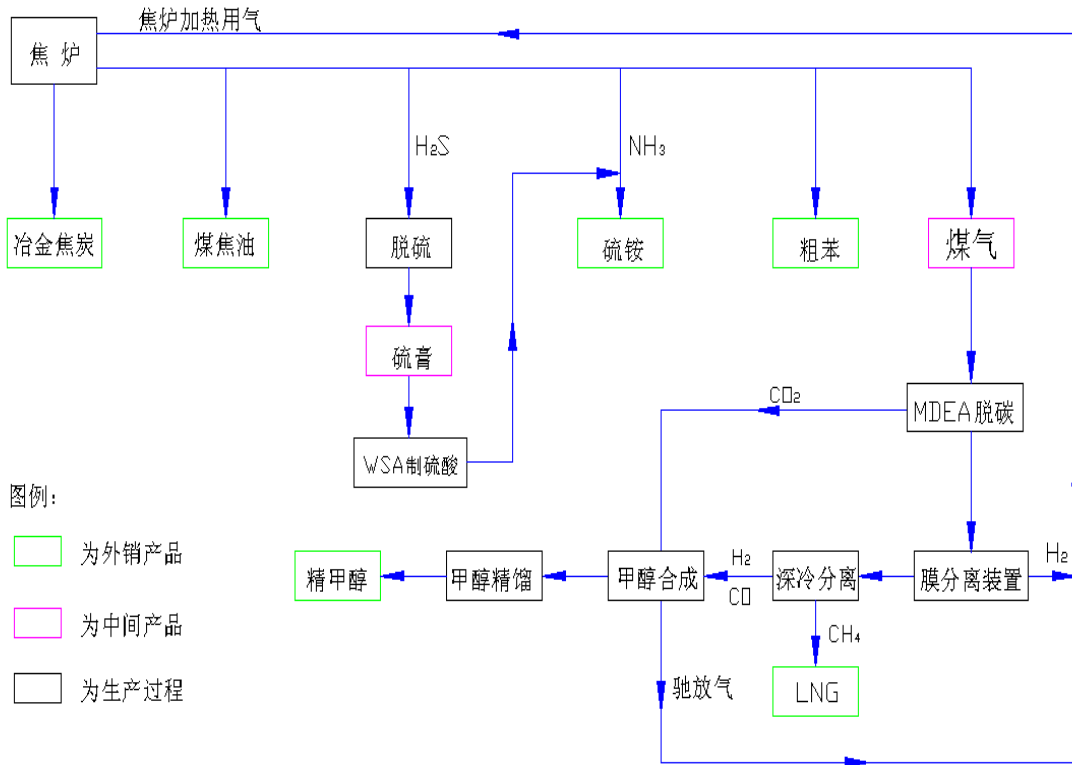 焦炉加热用气
焦 炉
H₂S
NH₃
冶金焦炭
煤焦油
脱硫
硫铵
粗苯
煤气
硫膏
CO₂
MDEA脱碳
WSA制硫酸
图例：
为外销产品
H₂
H₂
精甲醇
甲醇精馏
甲醇合成
深冷分离
膜分离装置
CO
为中间产品
CH₄
为生产过程
驰放气
LNG